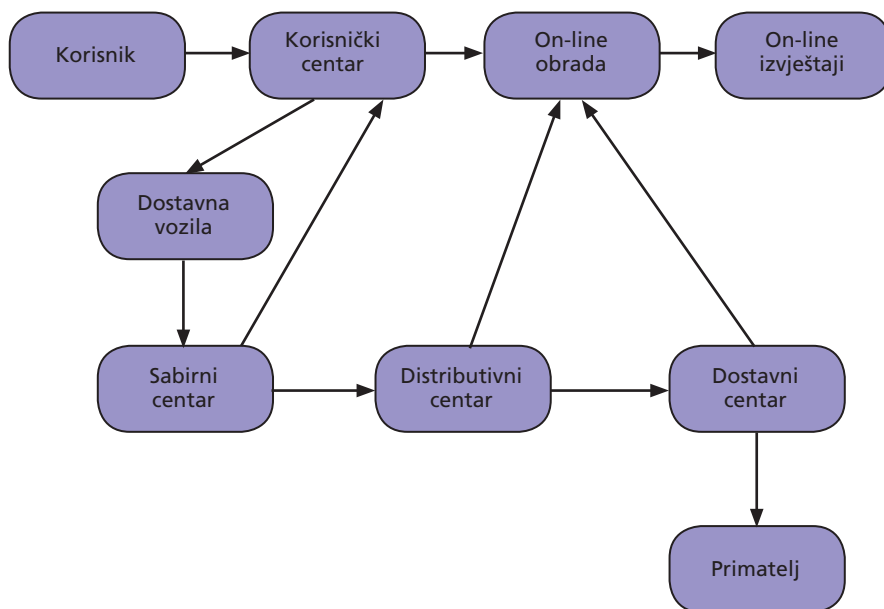 Korisnik
Korisnički
centar
On-line
obrada
On-line
izvještaji
Dostavna
vozila
Sabirni
centar
Distributivni
centar
Dostavni
centar
Primatelj